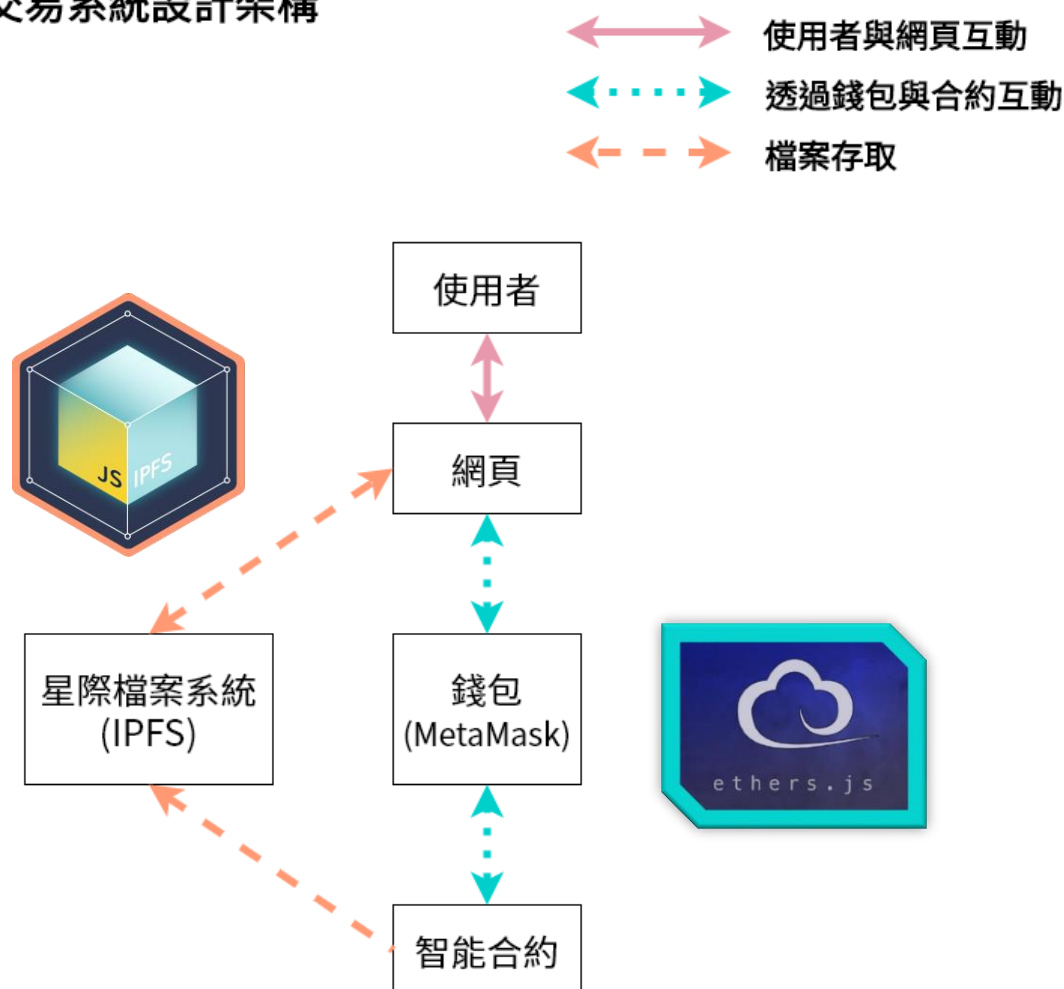 交易系統設計架構
使用者與網頁互動
透過錢包與合約互動
檔案存取
使用者
JS IPFS
網頁
星際檔案系統
(IPFS)
錢包
(MetaMask)
ethers.js
智能合約